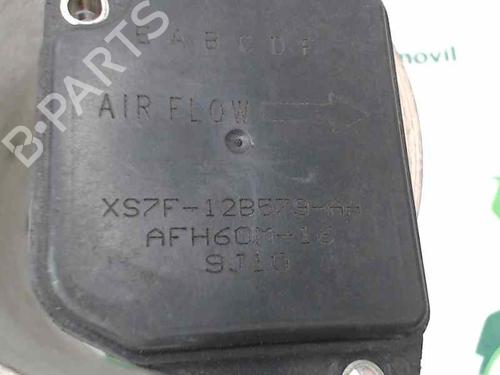 E A B C D F
AIR FLOW
XS7F-12B579-AA
AFH60M-16
9J10
B-PARTS
movil